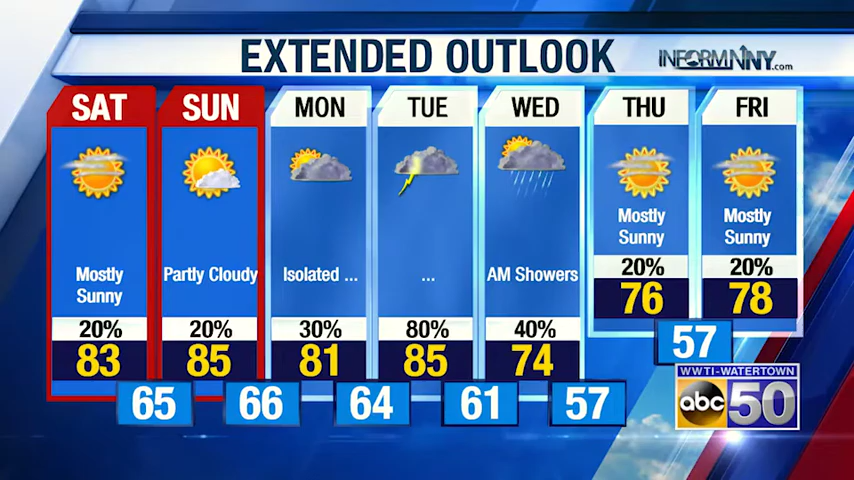 EXTENDED OUTLOOK
INFORMNNY.com
SAT
Mostly
Sunny
20%
83
SUN
Partly Cloudy
20%
85
MON
Isolated ...
30%
81
TUE
...
80%
85
WED
AM Showers
40%
74
THU
Mostly
Sunny
20%
76
FRI
Mostly
Sunny
20%
78
65
66
64
61
57
57
WWTI-WATERTOWN
abc 50